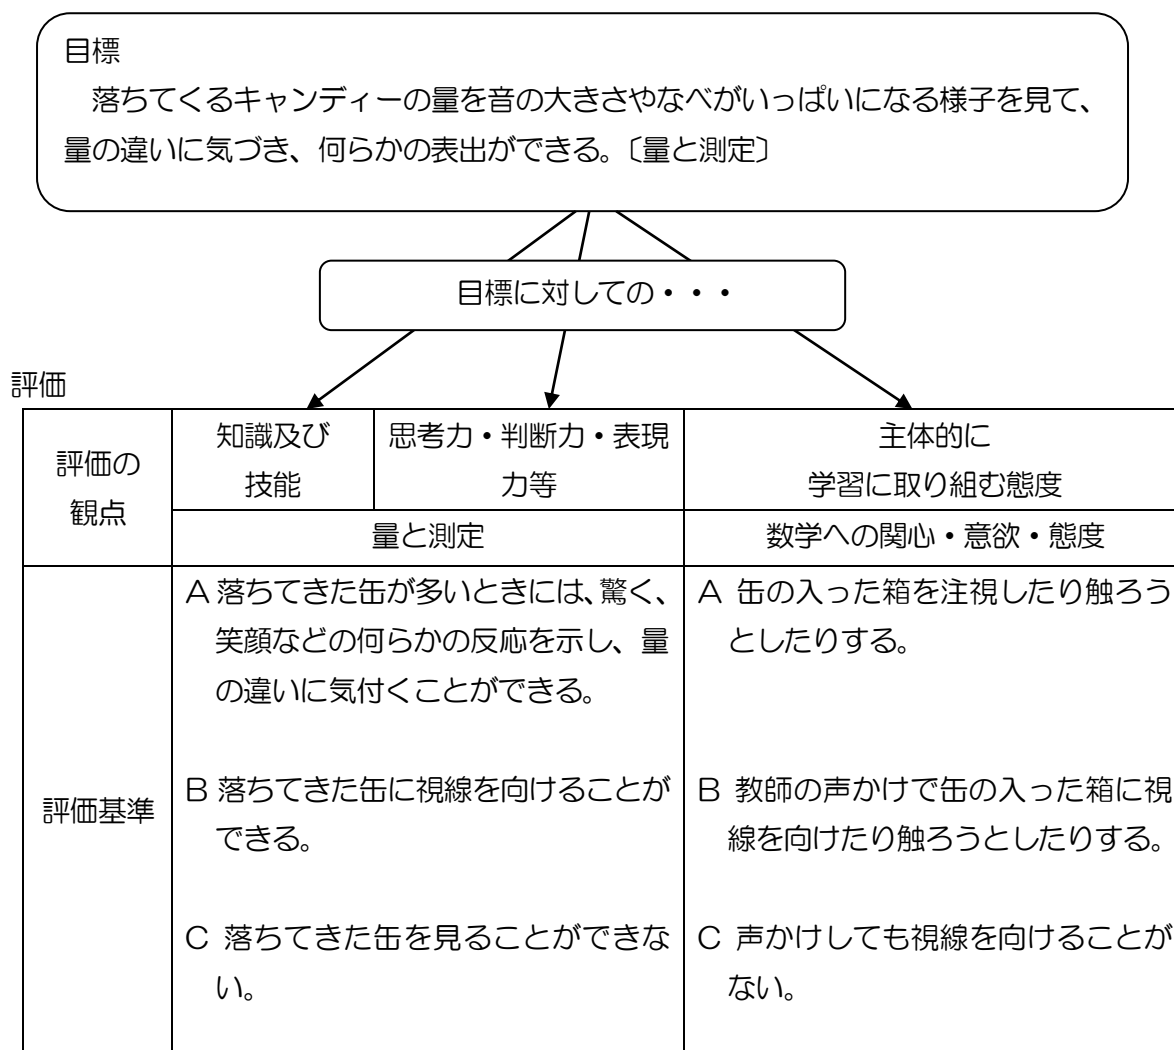 目標
落ちてくるキャンディーの量を音の大きさやなべがいっぱいになる様子を見て、
量の違いに気づき、何らかの表出ができる。〔量と測定〕
目標に対しての・・・
評価
評価の
観点
知識及び
技能
思考力・判断力・表現
力等
主体的に
学習に取り組む態度
量と測定
数学への関心・意欲・態度
評価基準
A 落ちてきた缶が多いときには、驚く、
笑顔などの何らかの反応を示し、量
の違いに気付くことができる。
B 落ちてきた缶に視線を向けることが
できる。
C 落ちてきた缶を見ることができな
い。
A 缶の入った箱を注視したり触ろう
としたりする。
B 教師の声かけで缶の入った箱に視
線を向けたり触ろうとしたりする。
C 声かけしても視線を向けることが
ない。